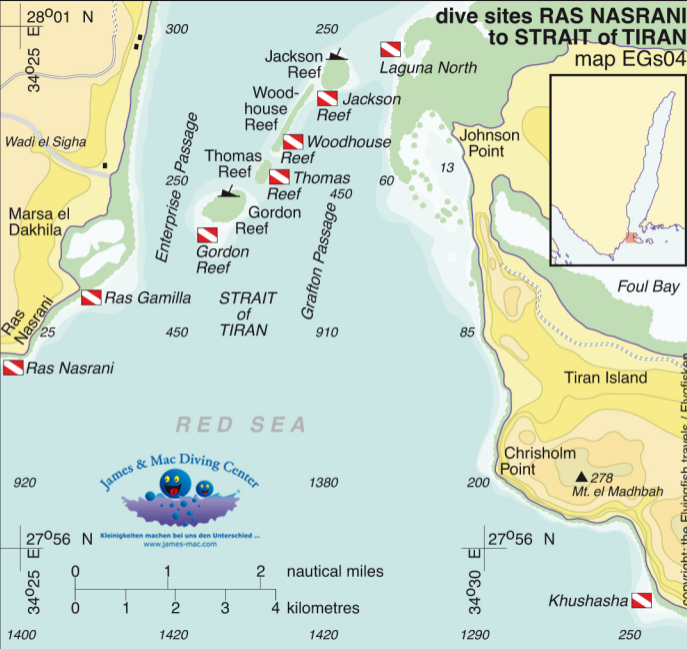 dive sites RAS NASRANI
to STRAIT of TIRAN
map EGs04
28°01 N
34°25 E
300
250
Jackson
Reef
Laguna North
Wood-
house
Reef
Jackson
Reef
Woodhouse
Reef
Johnson
Point
Wadi el Sigha
Enterprise Passage
Thomas
Reef
Thomas
Reef
13
250
450
60
Marsa el
Dakhila
Gordon
Reef
Gordon
Reef
Grafton Passage
Foul Bay
Ras Gamilla
STRAIT
of
TIRAN
Ras
Nasrani
25
450
910
85
Ras Nasrani
Tiran Island
RED SEA
James & Mac Diving Center
Chrisholm
Point
920
1380
200
278
Mt. el Madhbah
Kleinigkeiten machen bei uns den Unterschied ...
www.james-mac.com
27°56 N
34°25 E
27°56 N
34°30 E
0 1 2 nautical miles
0 1 2 3 4 kilometres
Khushasha
1400
1420
1420
1290
250
copyright: the Flyingfish travels / Flygfisken